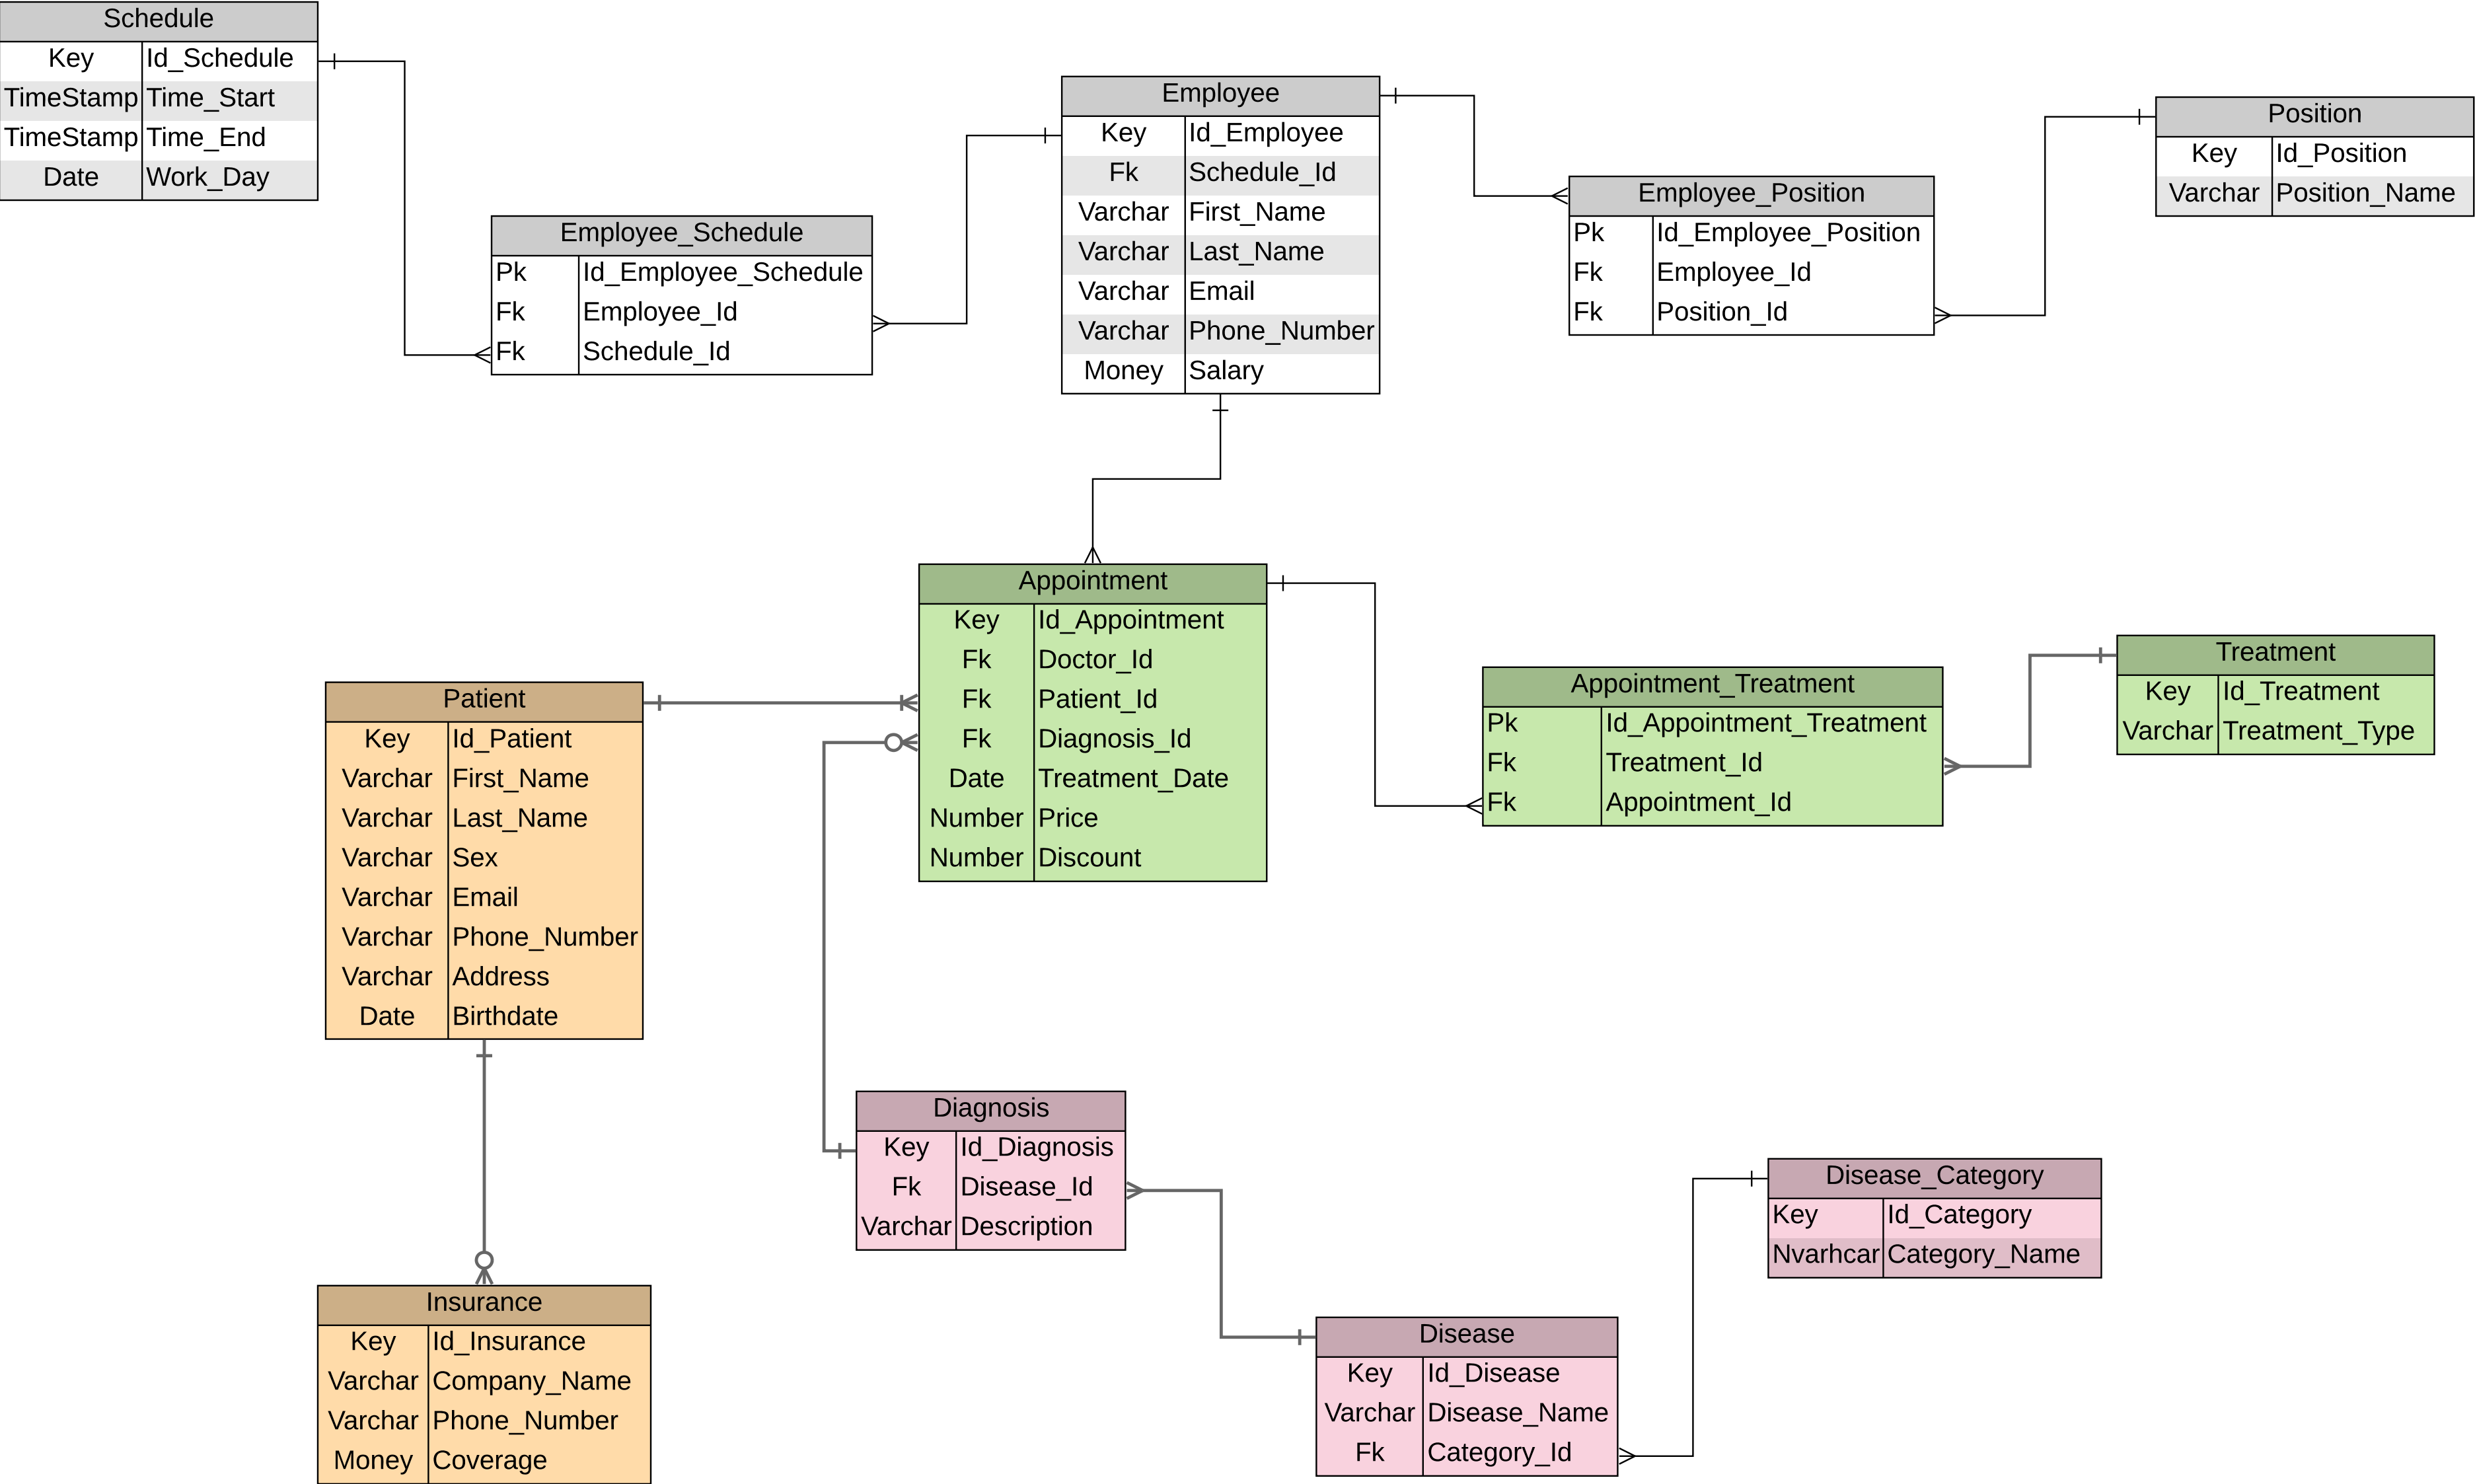 Schedule
Key Id_Schedule
TimeStamp Time_Start
TimeStamp Time_End
Date Work_Day
Employee_Schedule
Pk Id_Employee_Schedule
Fk Employee_Id
Fk Schedule_Id
Employee
Key Id_Employee
Fk Schedule_Id
Varchar First_Name
Varchar Last_Name
Varchar Email
Varchar Phone_Number
Money Salary
Employee_Position
Pk Id_Employee_Position
Fk Employee_Id
Fk Position_Id
Position
Key Id_Position
Varchar Position_Name
Appointment
Key Id_Appointment
Fk Doctor_Id
Fk Patient_Id
Fk Diagnosis_Id
Date Treatment_Date
Number Price
Number Discount
Appointment_Treatment
Pk Id_Appointment_Treatment
Fk Treatment_Id
Fk Appointment_Id
Treatment
Key Id_Treatment
Varchar Treatment_Type
Patient
Key Id_Patient
Varchar First_Name
Varchar Last_Name
Varchar Sex
Varchar Email
Varchar Phone_Number
Varchar Address
Date Birthdate
Insurance
Key Id_Insurance
Varchar Company_Name
Varchar Phone_Number
Money Coverage
Diagnosis
Key Id_Diagnosis
Fk Disease_Id
Varchar Description
Disease
Key Id_Disease
Varchar Disease_Name
Fk Category_Id
Disease_Category
Key Id_Category
Nvarhcar Category_Name